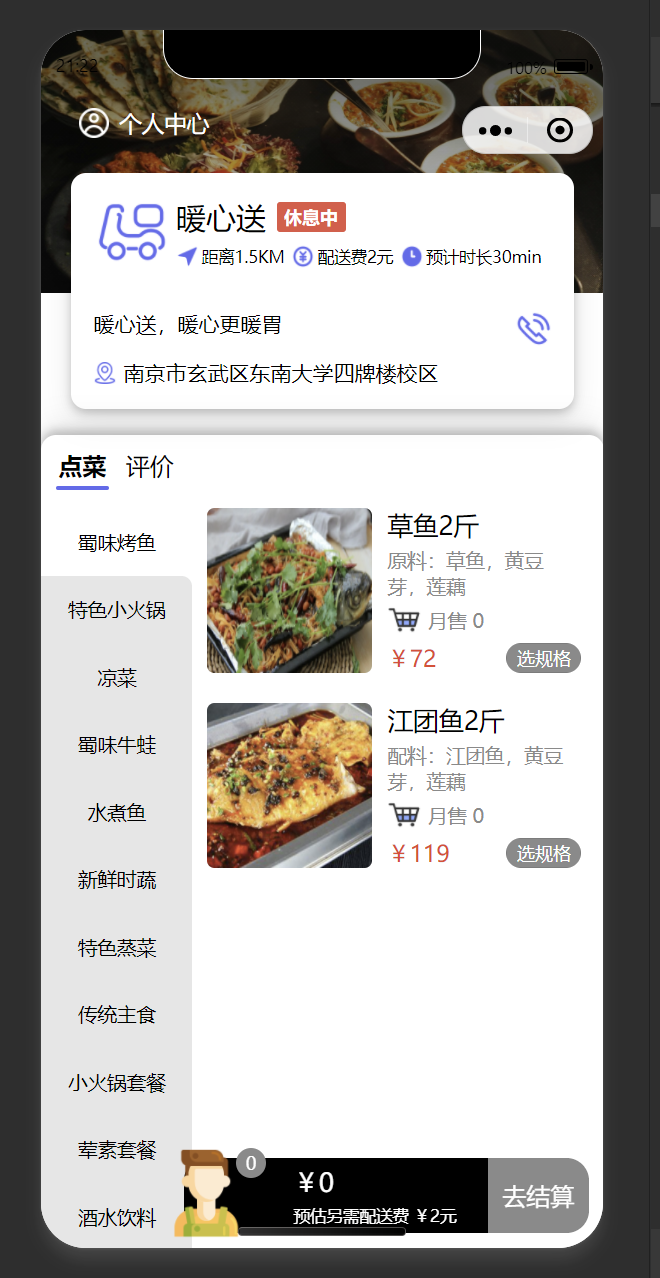 21:22
100%
个人中心
暖心送 休息中
距离1.5KM 配送费2元 预计时长30min
暖心送，暖心更暖胃
南京市玄武区东南大学四牌楼校区
点菜 评价
蜀味烤鱼
特色小火锅
凉菜
蜀味牛蛙
水煮鱼
新鲜时蔬
特色蒸菜
传统主食
小火锅套餐
荤素套餐
酒水饮料
草鱼2斤
原料：草鱼，黄豆
芽，莲藕
月售 0
￥72 选规格
江团鱼2斤
配料：江团鱼，黄豆
芽，莲藕
月售 0
￥119 选规格
0
￥0
预估另需配送费 ￥2元
去结算